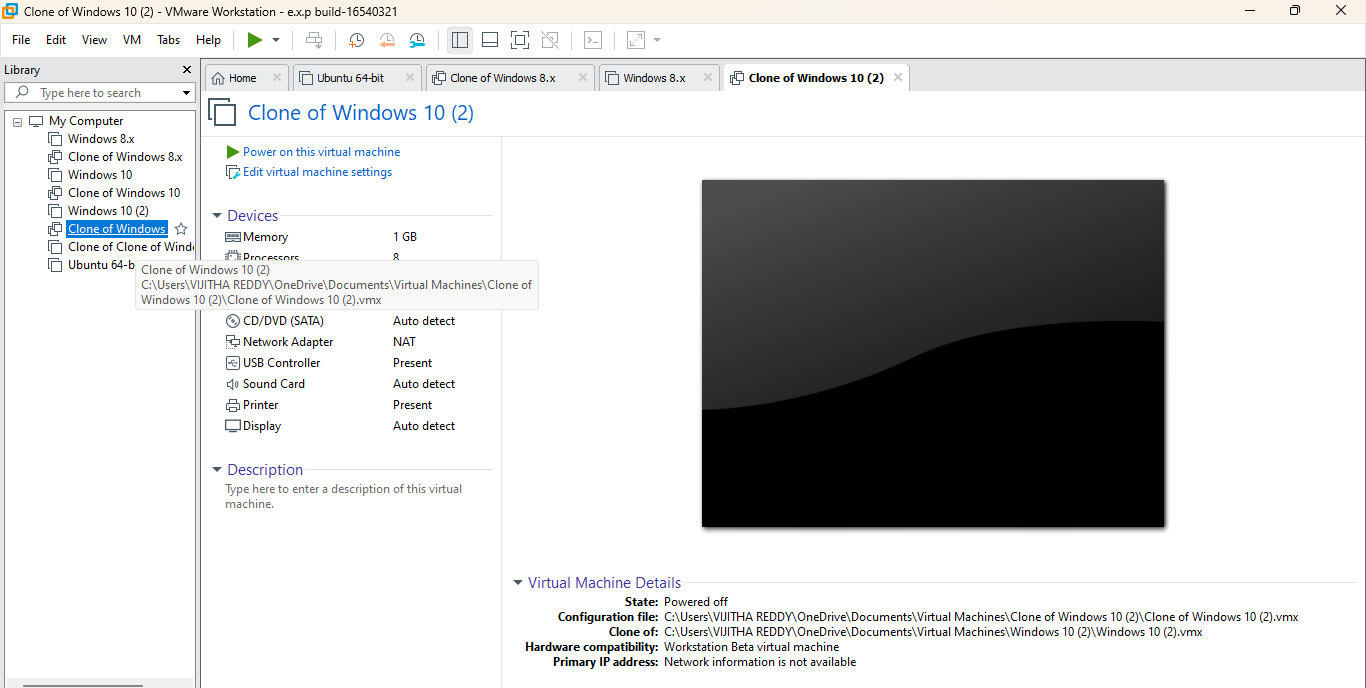 Clone of Windows 10 (2) - VMware Workstation - e.x.p build-16540321
File Edit View VM Tabs Help
Library
Type here to search
My Computer
Windows 8.x
Clone of Windows 8.x
Windows 10
Clone of Windows 10
Windows 10 (2)
Clone of Windows
Clone of Clone of Wind
Ubuntu 64-b
Home Ubuntu 64-bit Clone of Windows 8.x Windows 8.x Clone of Windows 10 (2)
Clone of Windows 10 (2)
Power on this virtual machine
Edit virtual machine settings
Devices
Memory 1 GB
Processors 8
Clone of Windows 10 (2)
C:\Users\VIJITHA REDDY\OneDrive\Documents\Virtual Machines\Clone of
Windows 10 (2)\Clone of Windows 10 (2).vmx
CD/DVD (SATA) Auto detect
Network Adapter NAT
USB Controller Present
Sound Card Auto detect
Printer Present
Display Auto detect
Description
Type here to enter a description of this virtual
machine.
Virtual Machine Details
State: Powered off
Configuration file: C:\Users\VIJITHA REDDY\OneDrive\Documents\Virtual Machines\Clone of Windows 10 (2)\Clone of Windows 10 (2).vmx
Clone of: C:\Users\VIJITHA REDDY\OneDrive\Documents\Virtual Machines\Windows 10 (2)\Windows 10 (2).vmx
Hardware compatibility: Workstation Beta virtual machine
Primary IP address: Network information is not available